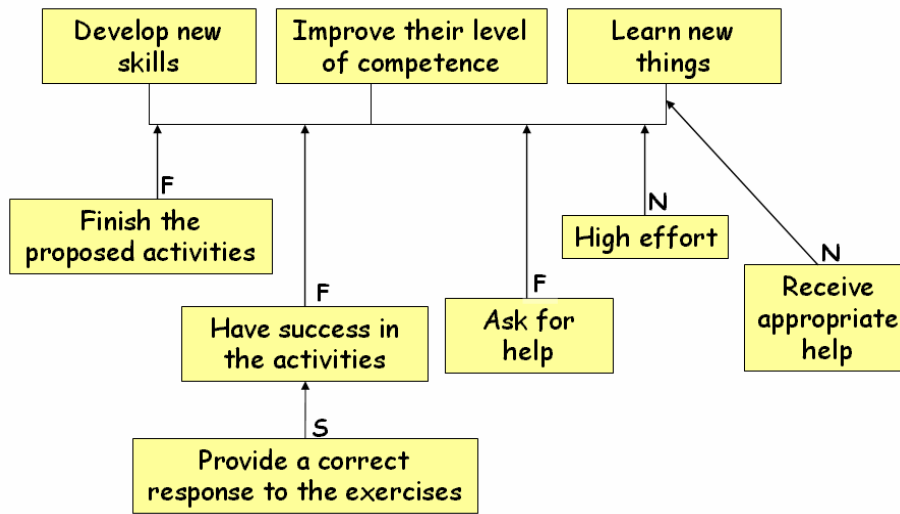 Develop new
skills
Improve their level
of competence
Learn new
things
F
Finish the
proposed activities
F
Have success in
the activities
F
Ask for
help
N
High effort
N
Receive
appropriate
help
S
Provide a correct
response to the exercises